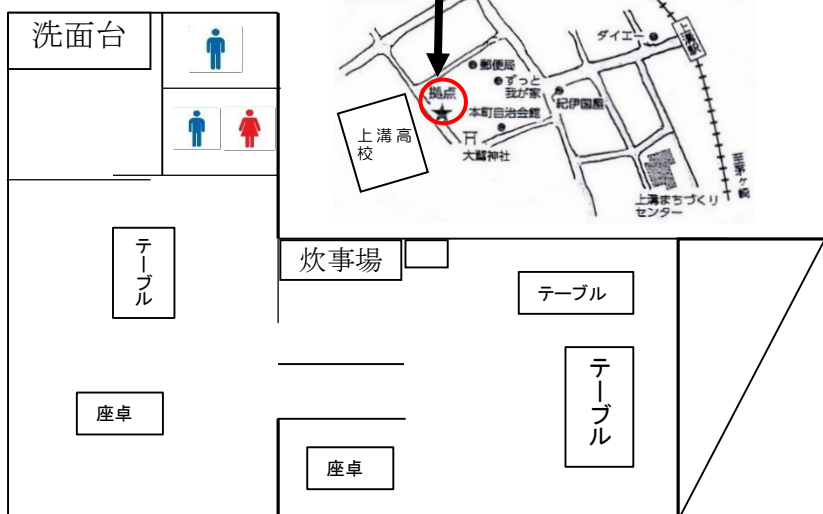 洗面台
ダイエー
上溝駅
郵便局
ずっと
我が家
拠点
紀伊国屋
本町自治会館
上溝高
校
大鷲神社
至茅ヶ崎
上溝まちづくり
センター
テーブル
炊事場
テーブル
テーブル
座卓
座卓